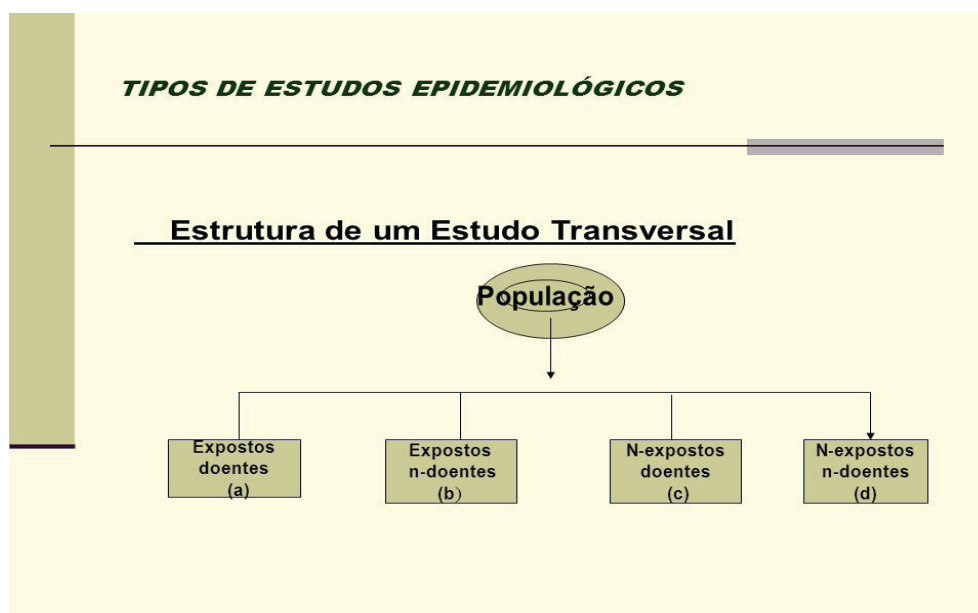 TIPOS DE ESTUDOS EPIDEMIOLÓGICOS
Estrutura de um Estudo Transversal
População
Expostos
doentes
(a)
Expostos
n-doentes
(b)
N-expostos
doentes
(c)
N-expostos
n-doentes
(d)